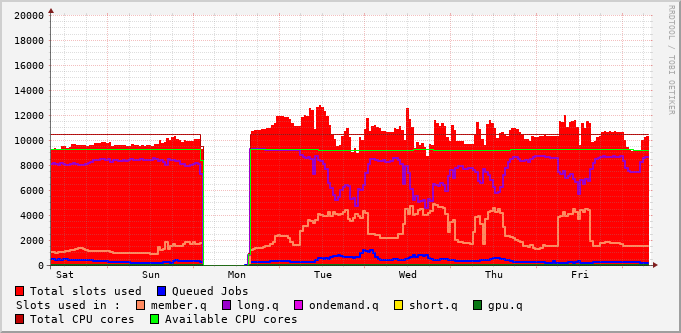 20000
18000
16000
14000
12000
10000
8000
6000
4000
2000
0
Sat Sun Mon Tue Wed Thu Fri
RRDTOOL / TOBI OETIKER
Total slots used Queued Jobs
Slots used in : member.q long.q ondemand.q short.q gpu.q
Total CPU cores Available CPU cores